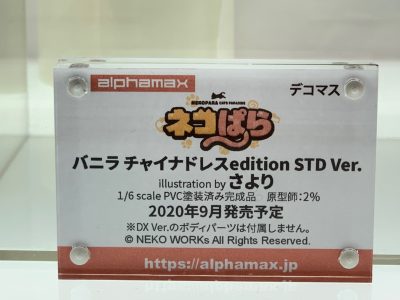 alphamax
デコマス
NEKOPARA CATS PARADISE
ネコぱら
バニラ チャイナドレスedition STD Ver.
illustration by さより
1/6 scale PVC塗装済み完成品 原型師:2%
2020年9月発売予定
※DX Ver.のボディパーツは付属しません。
© NEKO WORKs All Rights Reserved.
https://alphamax.jp